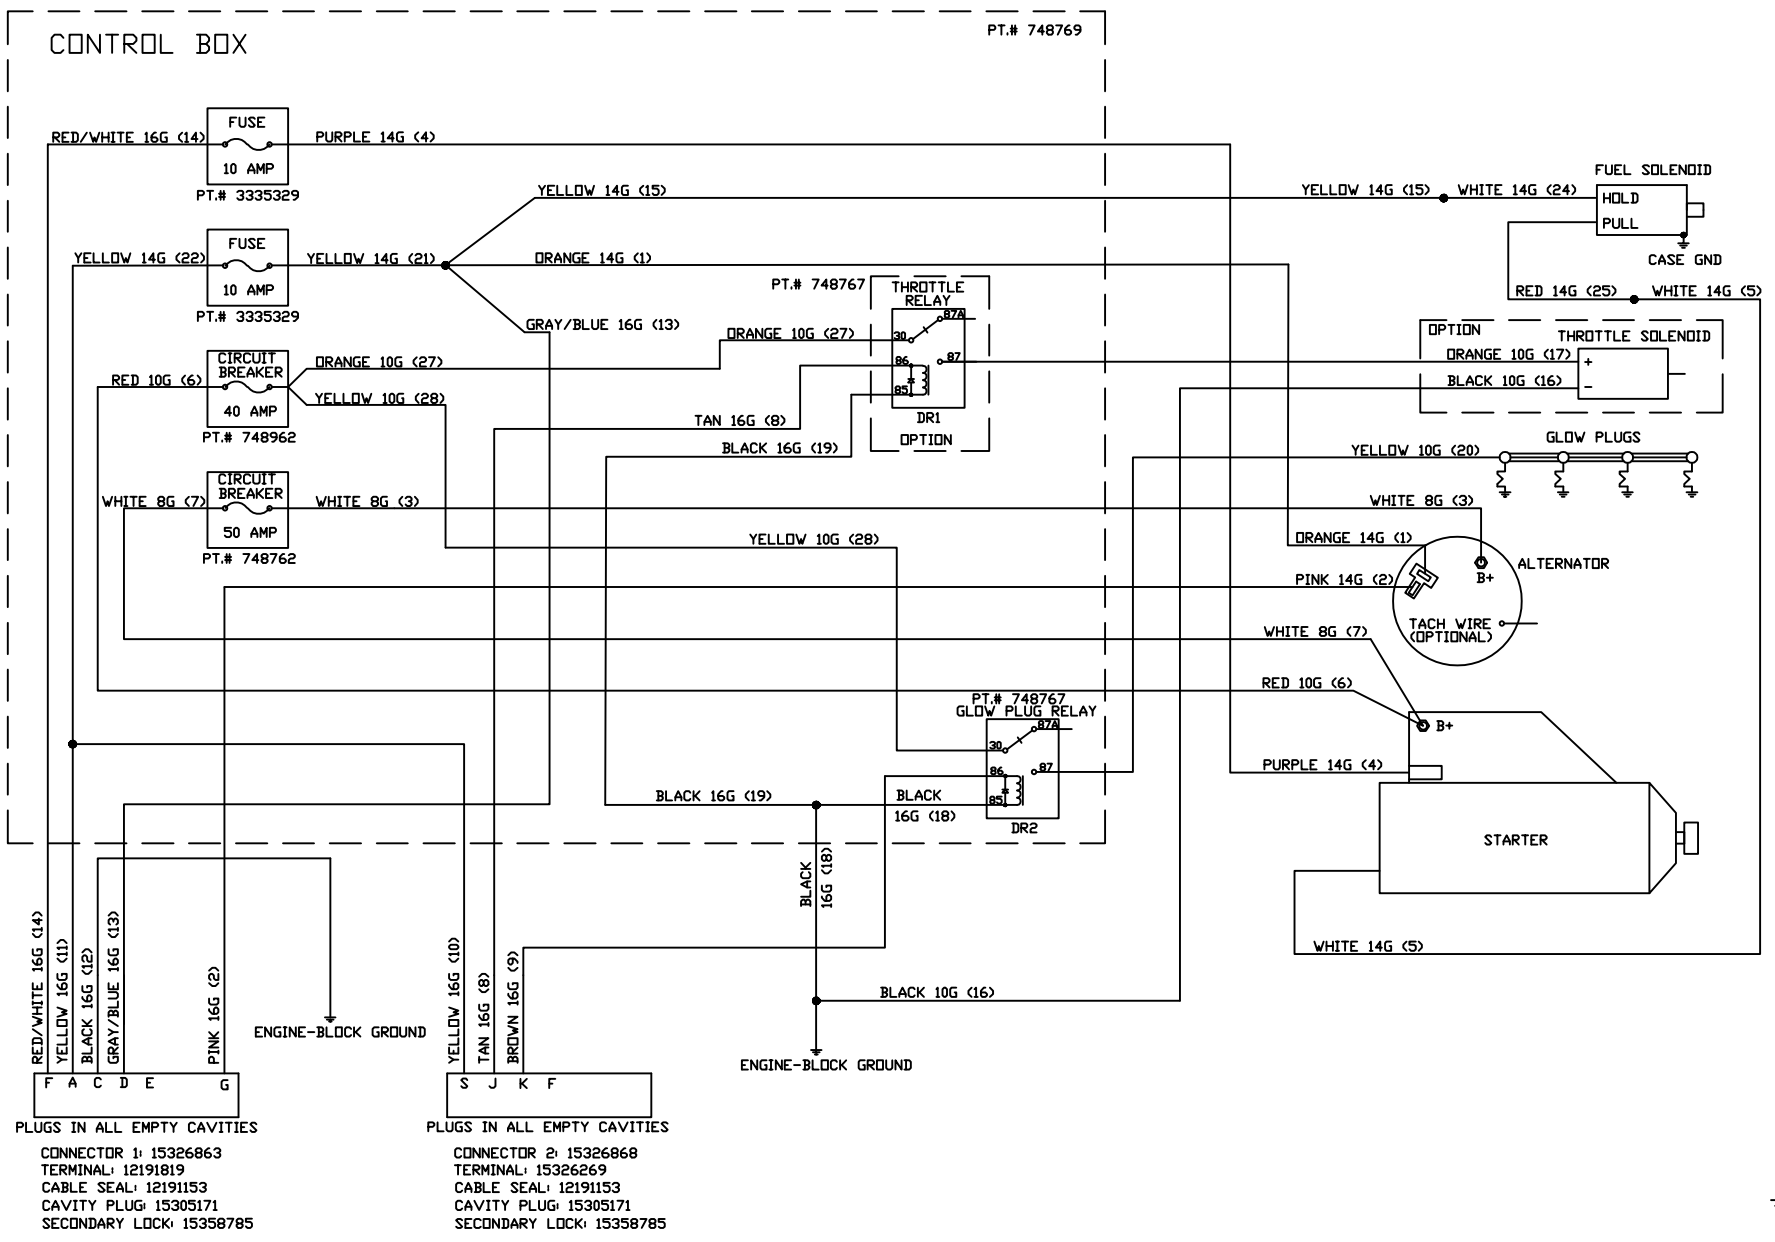 CONTROL BOX
PT.# 748769
FUSE
RED/WHITE 16G (14)
PURPLE 14G (4)
10 AMP
PT.# 3335329
FUEL SOLENOID
YELLOW 14G (15)
YELLOW 14G (15)
WHITE 14G (24)
HOLD
PULL
CASE GND
FUSE
YELLOW 14G (22)
YELLOW 14G (21)
ORANGE 14G (1)
10 AMP
PT.# 3335329
PT.# 748767
THROTTLE
RELAY
87A
30
86
87
85
DR1
OPTION
RED 14G (25)
WHITE 14G (5)
GRAY/BLUE 16G (13)
ORANGE 10G (27)
OPTION
THROTTLE SOLENOID
ORANGE 10G (17)
+
BLACK 10G (16)
-
CIRCUIT
BREAKER
ORANGE 10G (27)
RED 10G (6)
YELLOW 10G (28)
40 AMP
PT.# 748962
TAN 16G (8)
BLACK 16G (19)
GLOW PLUGS
YELLOW 10G (20)
CIRCUIT
BREAKER
WHITE 8G (7)
WHITE 8G (3)
WHITE 8G (3)
50 AMP
PT.# 748762
YELLOW 10G (28)
ORANGE 14G (1)
ALTERNATOR
PINK 14G (2)
B+
TACH WIRE
(OPTIONAL)
WHITE 8G (7)
RED 10G (6)
PT.# 748767
GLOW PLUG RELAY
87A
30
86
87
85
DR2
B+
PURPLE 14G (4)
BLACK 16G (19)
BLACK
16G (18)
STARTER
BLACK
16G (18)
WHITE 14G (5)
BLACK 10G (16)
RED/WHITE 16G (14)
YELLOW 16G (11)
BLACK 16G (12)
GRAY/BLUE 16G (13)
PINK 16G (2)
ENGINE-BLOCK GROUND
YELLOW 16G (10)
TAN 16G (8)
BROWN 16G (9)
ENGINE-BLOCK GROUND
F A C D E G
S J K F
PLUGS IN ALL EMPTY CAVITIES
PLUGS IN ALL EMPTY CAVITIES
CONNECTOR 1: 15326863
TERMINAL: 12191819
CABLE SEAL: 12191153
CAVITY PLUG: 15305171
SECONDARY LOCK: 15358785
CONNECTOR 2: 15326868
TERMINAL: 15326269
CABLE SEAL: 12191153
CAVITY PLUG: 15305171
SECONDARY LOCK: 15358785